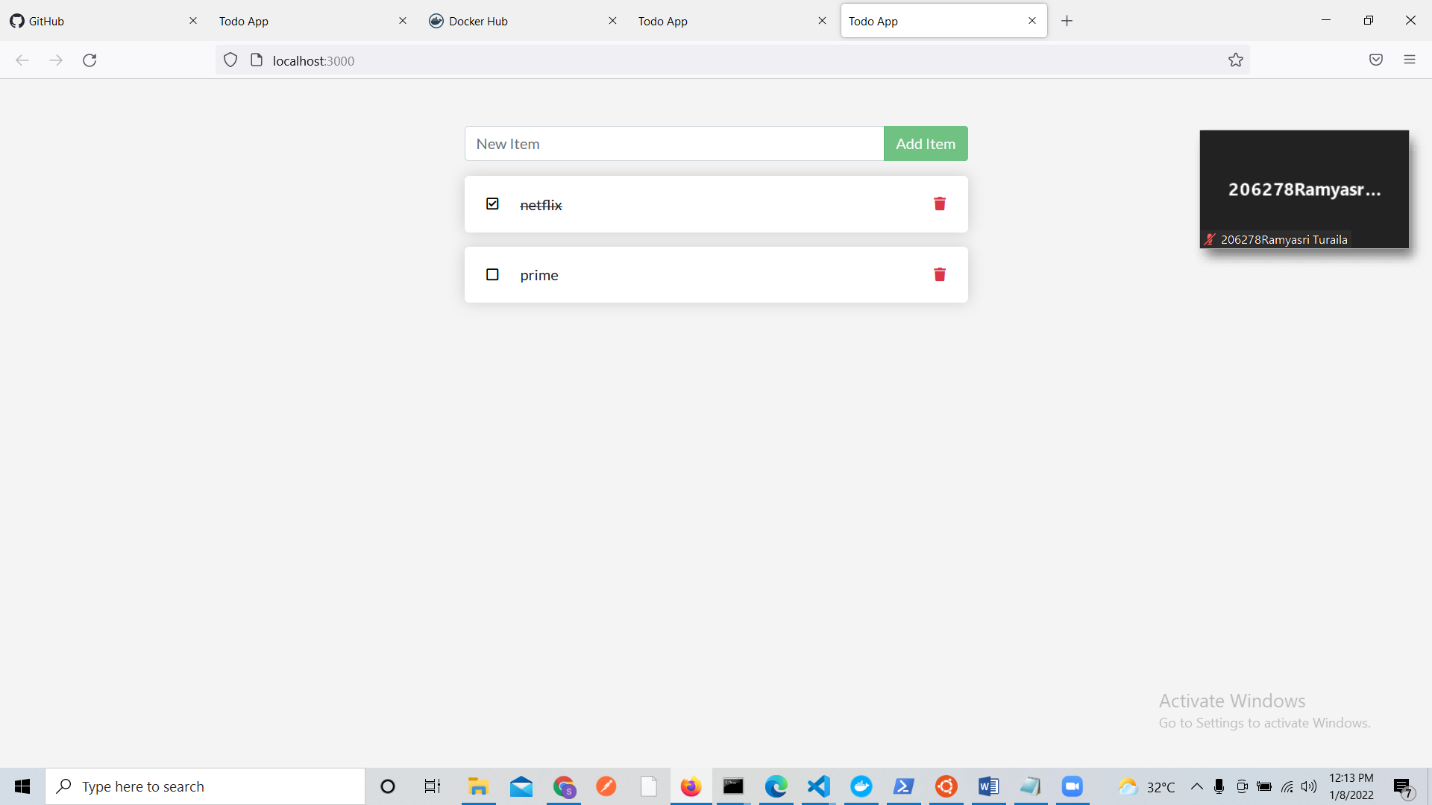 GitHub
Todo App
Docker Hub
Todo App
Todo App
localhost:3000
New Item
Add Item
netflix
prime
206278Ramyasr...
206278Ramyasri Turaila
Activate Windows
Go to Settings to activate Windows.
Type here to search
32°C
12:13 PM
1/8/2022
7